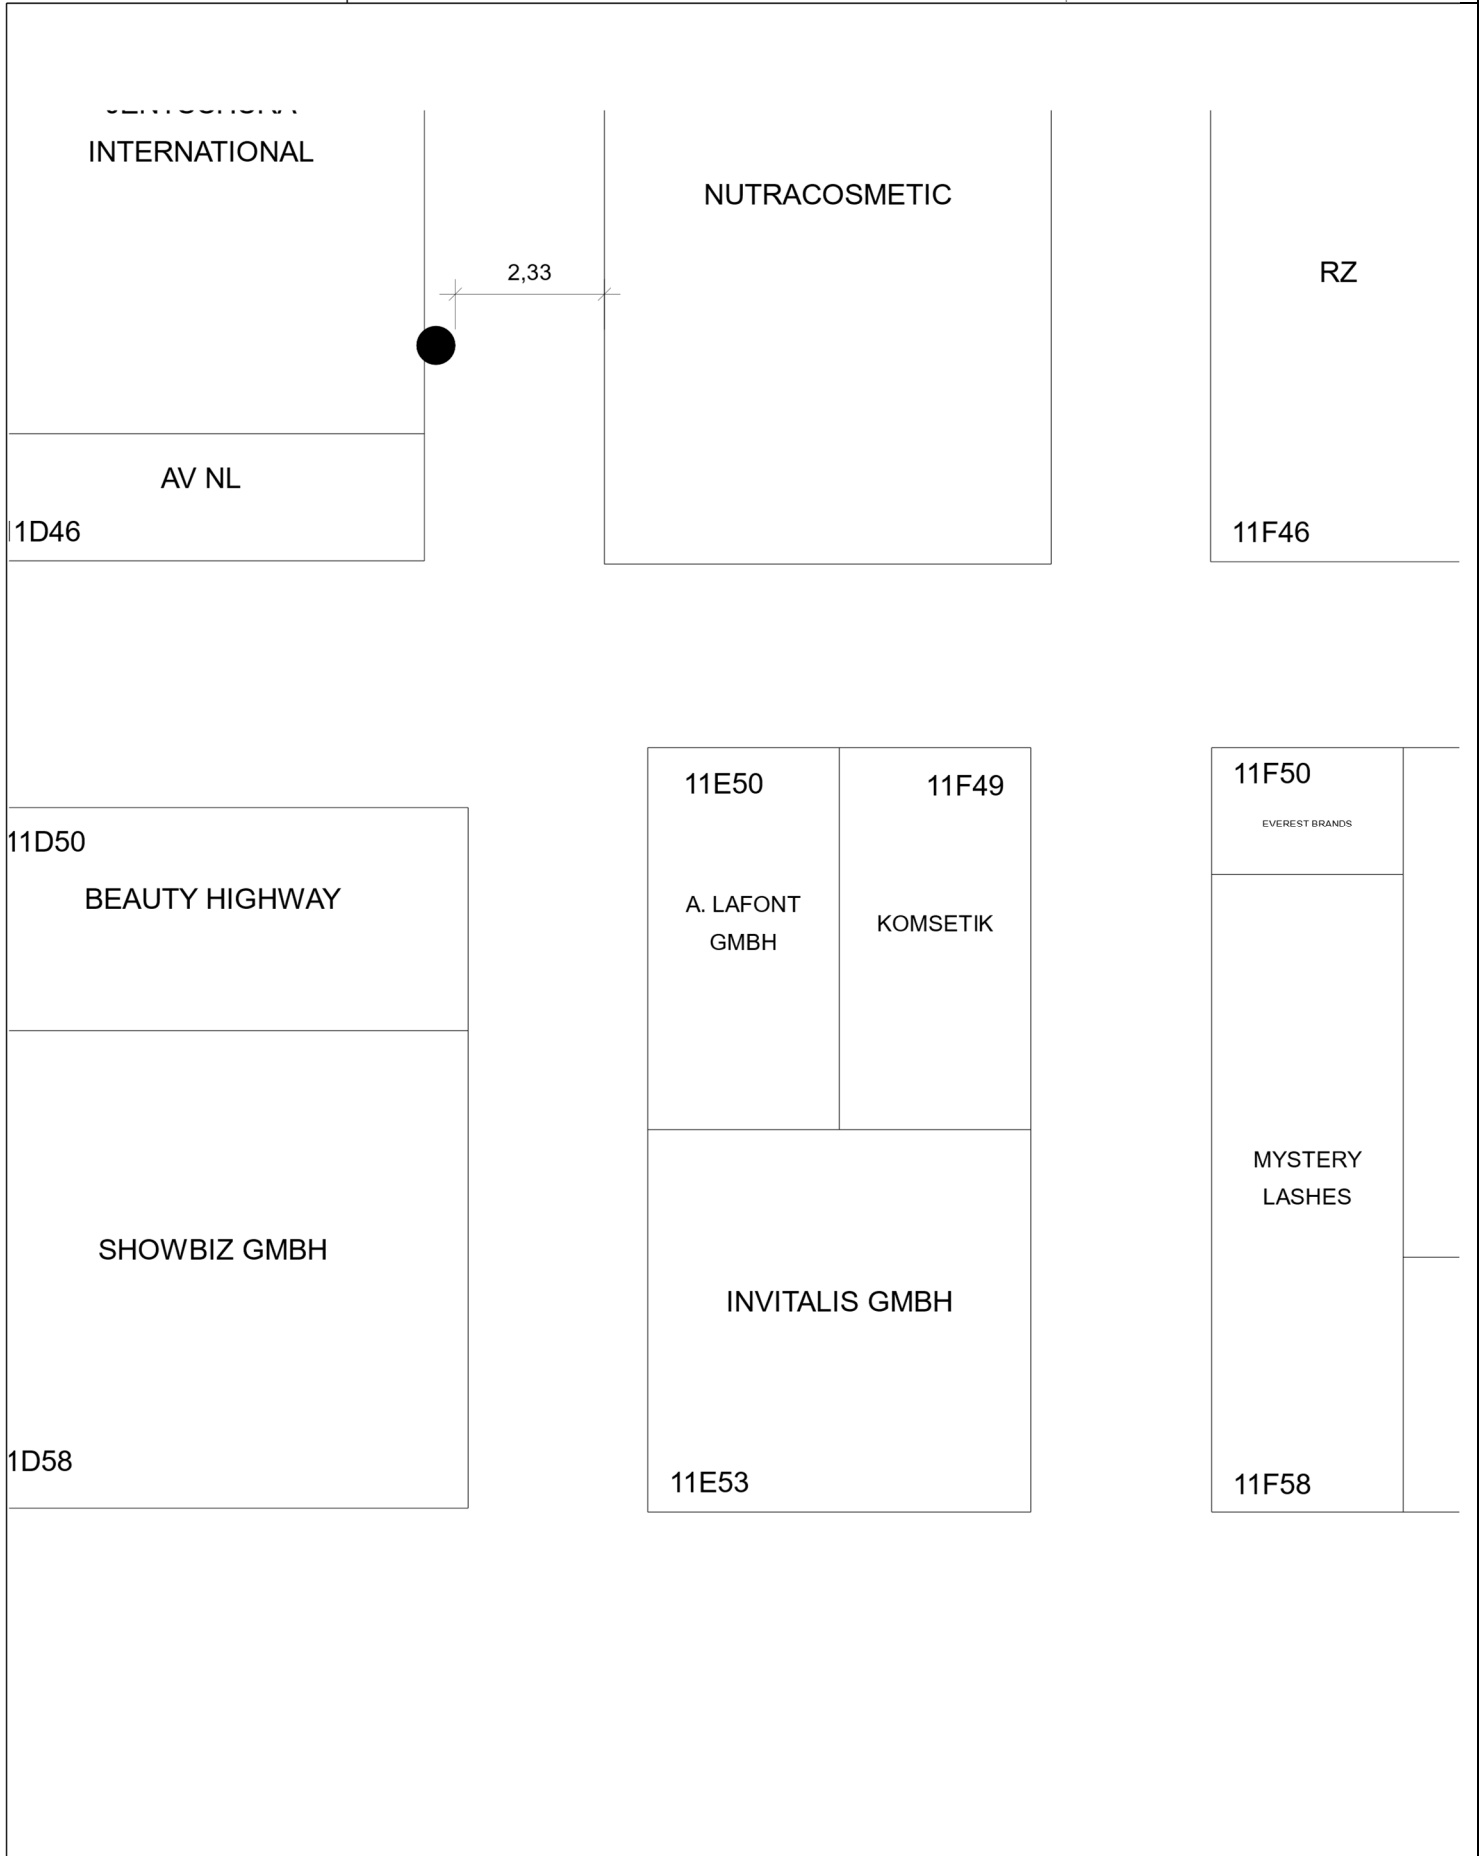 INTERNATIONAL
NUTRACOSMETIC
2,33
RZ
AV NL
11F46
11E50
11F49
11F50
EVEREST BRANDS
11D50
BEAUTY HIGHWAY
A. LAFONT
GMBH
KOMSETIK
MYSTERY
LASHES
SHOWBIZ GMBH
INVITALIS GMBH
1D58
11E53
11F58
1D46